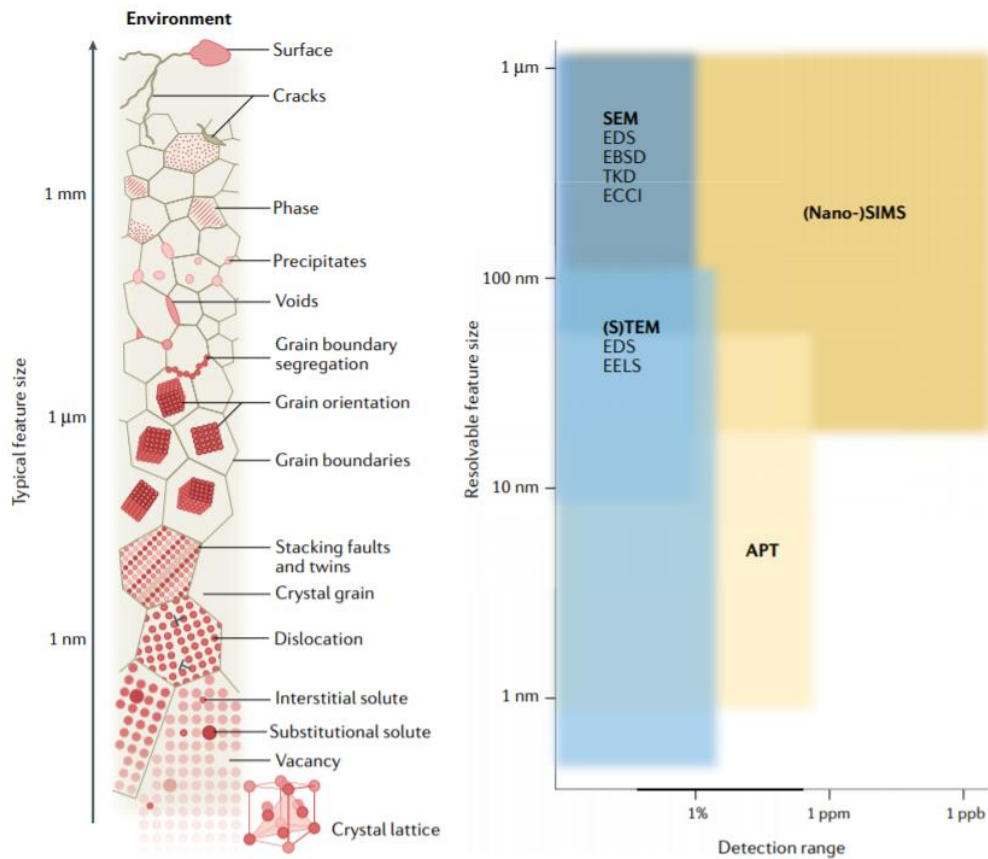 Environment
Typical feature size
1 mm
1 µm
1 nm
Surface
Cracks
Phase
Precipitates
Voids
Grain boundary
segregation
Grain orientation
Grain boundaries
Stacking faults
and twins
Crystal grain
Dislocation
Interstitial solute
Substitutional solute
Vacancy
Crystal lattice
Resolvable feature size
1 µm
100 nm
10 nm
1 nm
SEM
EDS
EBSD
TKD
ECCI
(Nano-)SIMS
(S)TEM
EDS
EELS
APT
1%
1 ppm
1 ppb
Detection range